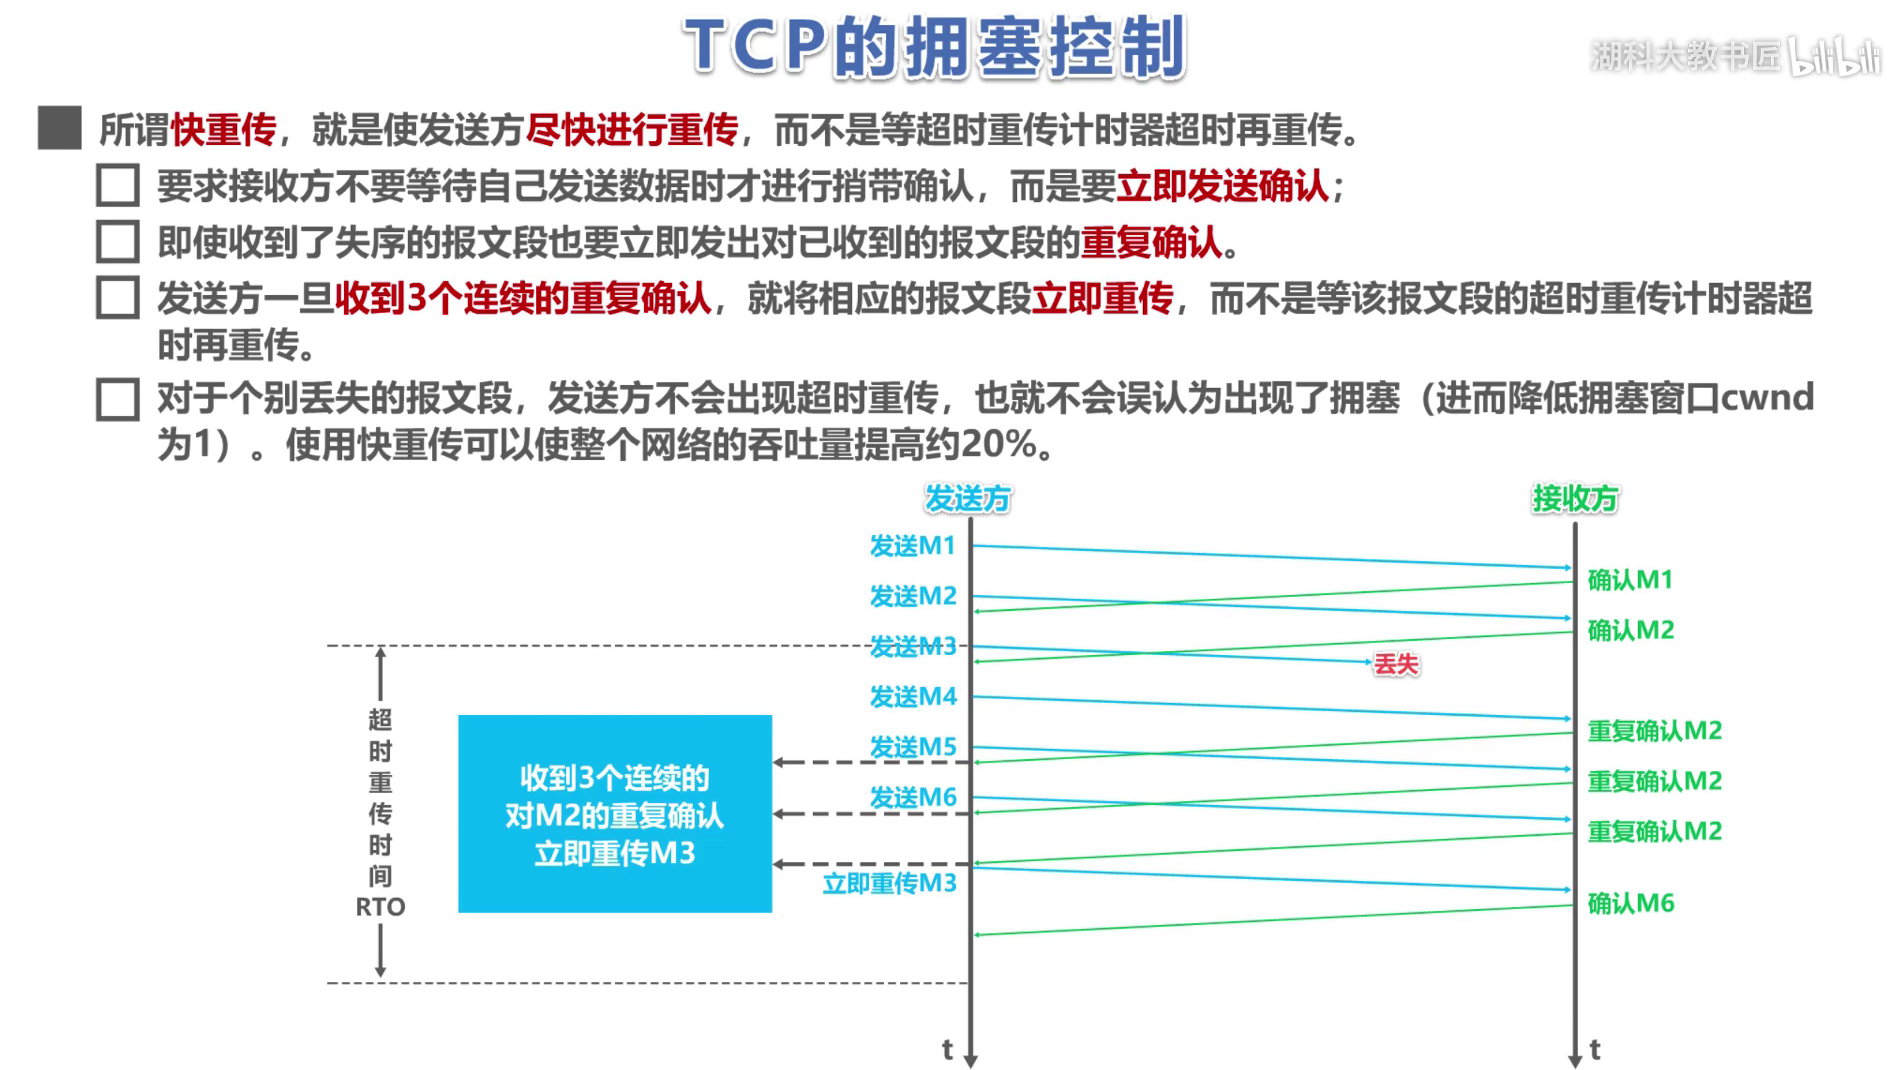 TCP的拥塞控制
湖科大教书匠 bilibili
所谓快重传，就是使发送方尽快进行重传，而不是等超时重传计时器超时再重传。
要求接收方不要等待自己发送数据时才进行捎带确认，而是要立即发送确认；
即使收到了失序的报文段也要立即发出对已收到的报文段的重复确认。
发送方一旦收到3个连续的重复确认，就将相应的报文段立即重传，而不是等该报文段的超时重传计时器超
时再重传。
对于个别丢失的报文段，发送方不会出现超时重传，也就不会误认为出现了拥塞（进而降低拥塞窗口cwnd
为1）。使用快重传可以使整个网络的吞吐量提高约20%。
发送方
接收方
发送M1
确认M1
发送M2
确认M2
发送M3
丢失
发送M4
重复确认M2
发送M5
重复确认M2
发送M6
重复确认M2
立即重传M3
确认M6
超
时
重
传
时
间
RTO
收到3个连续的
对M2的重复确认
立即重传M3
t
t